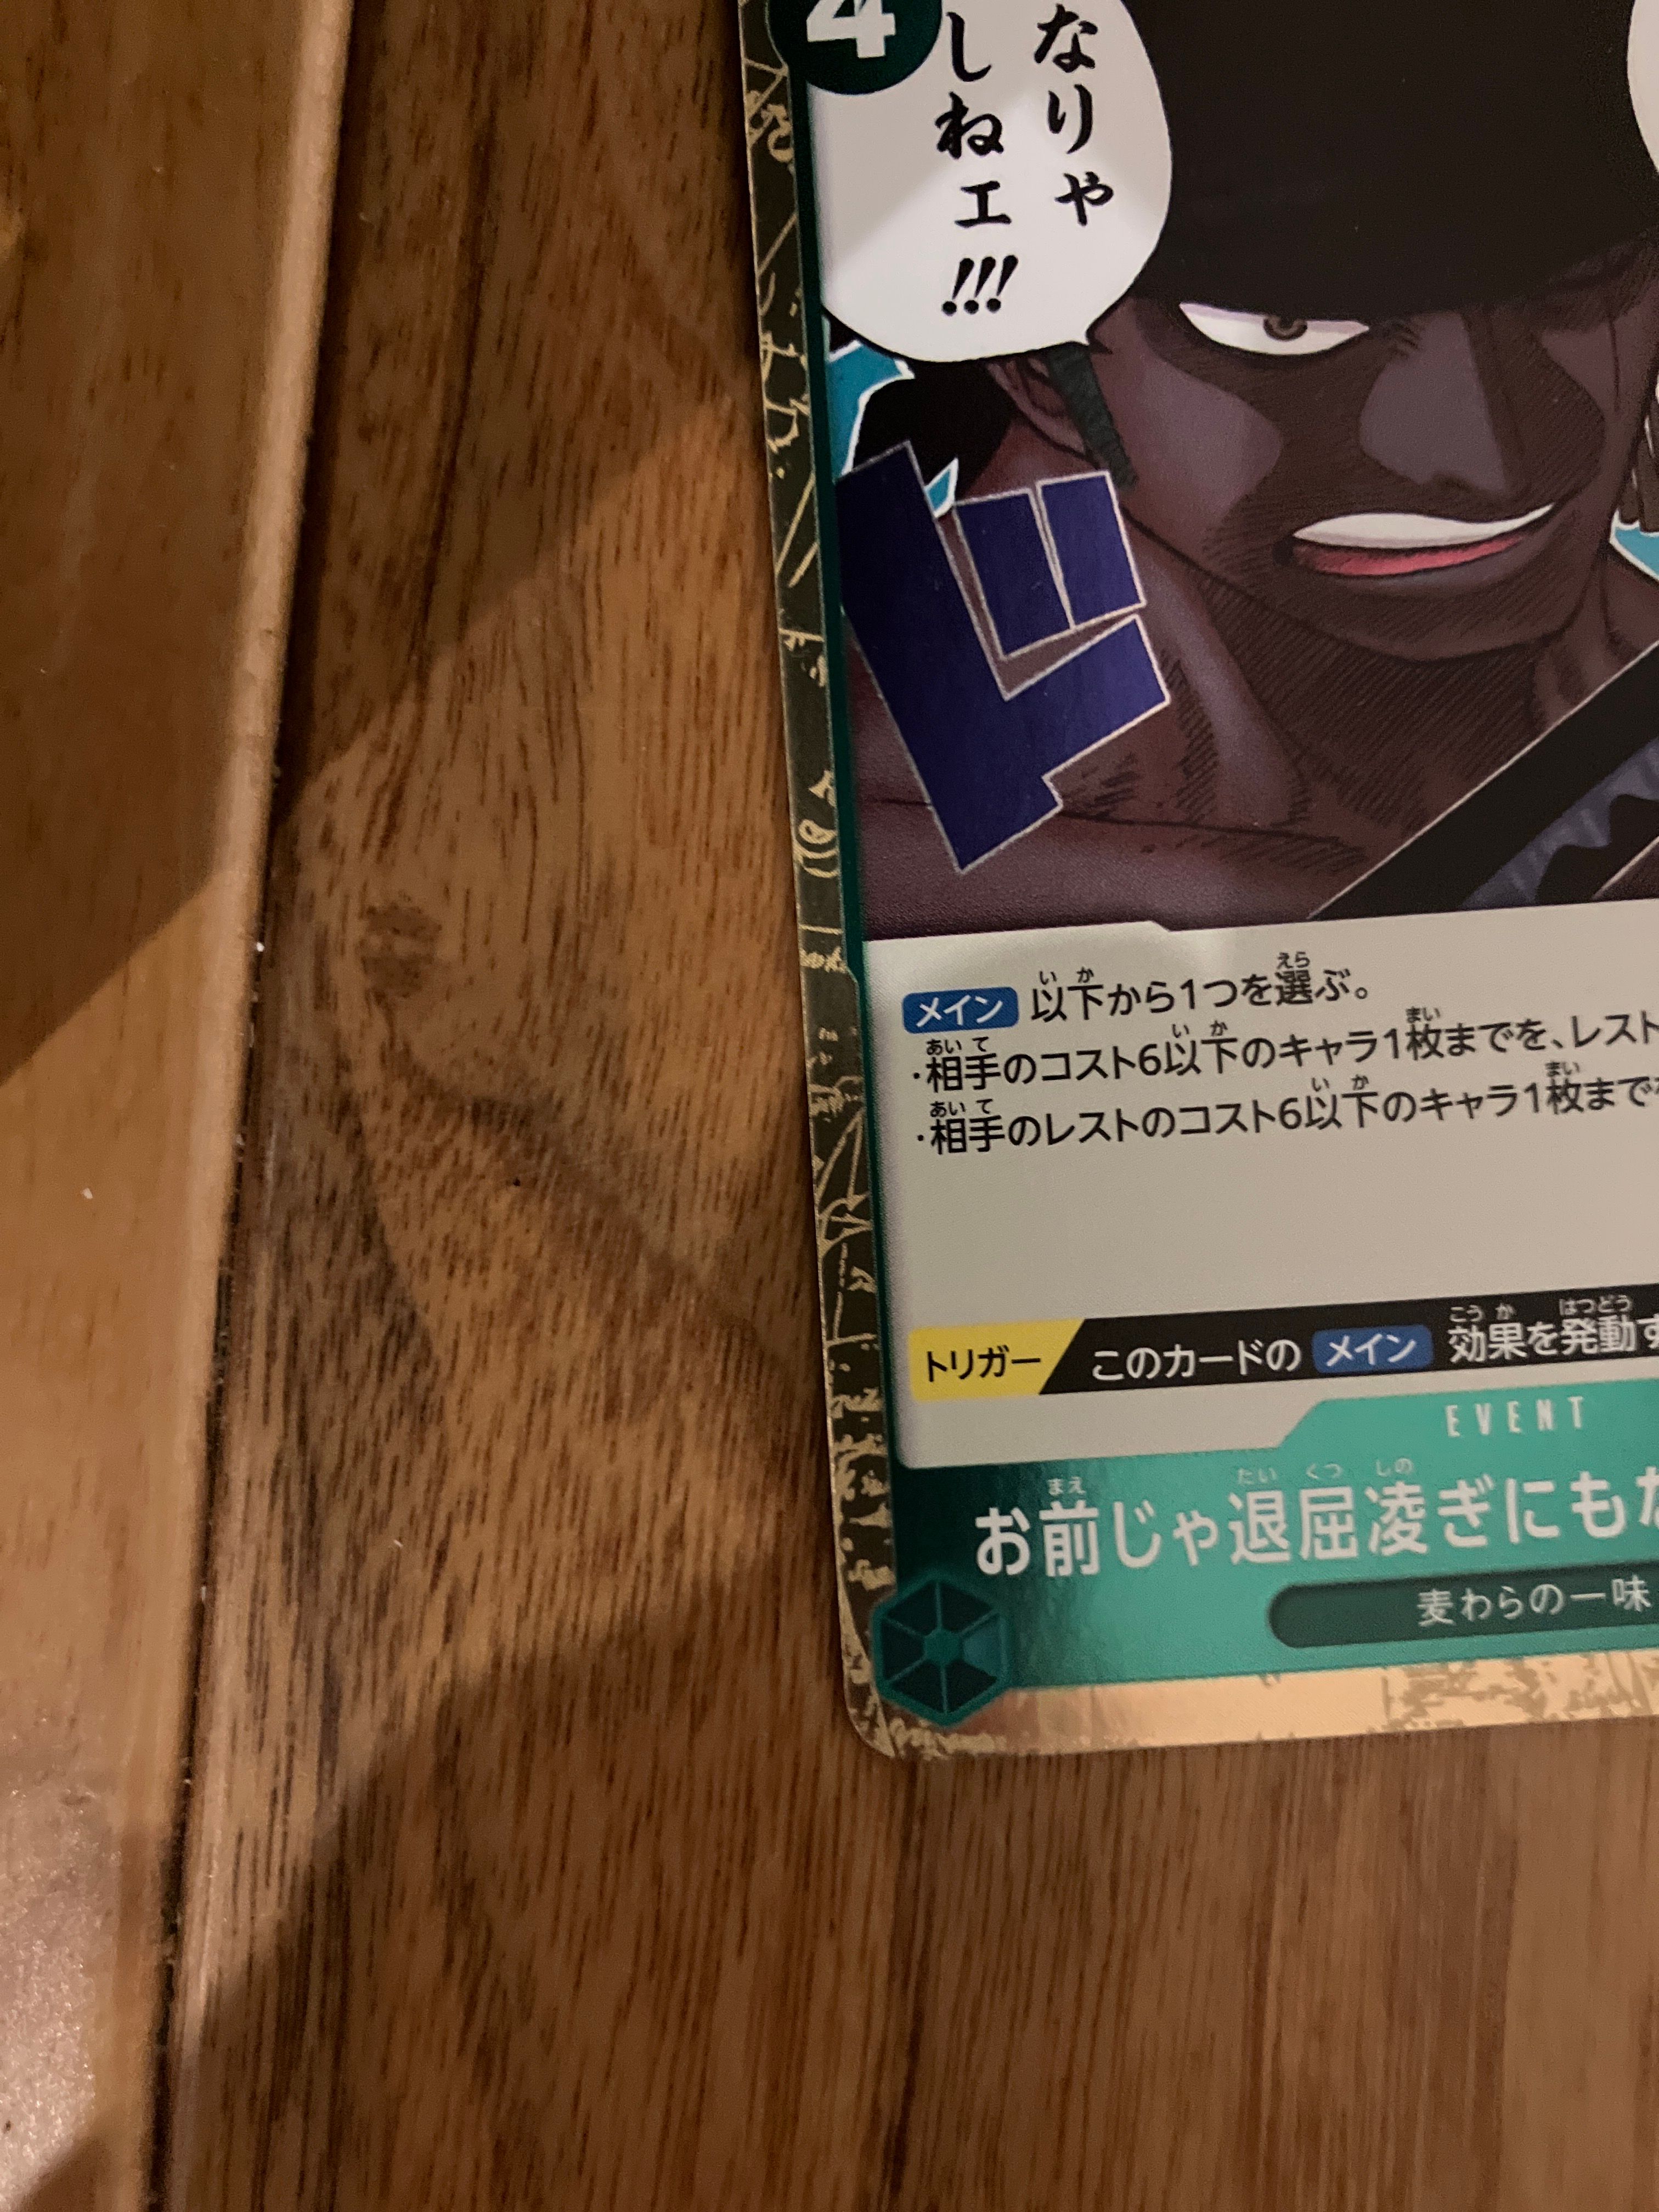 4
なりゃ
しねェ!!!
ド
メイン 以下から1つを選ぶ。
・相手のコスト6以下のキャラ1枚までを、レスト
・相手のレストのコスト6以下のキャラ1枚まで
トリガー このカードの メイン 効果を発動す
EVENT
お前じゃ退屈凌ぎにもな
麦わらの一味